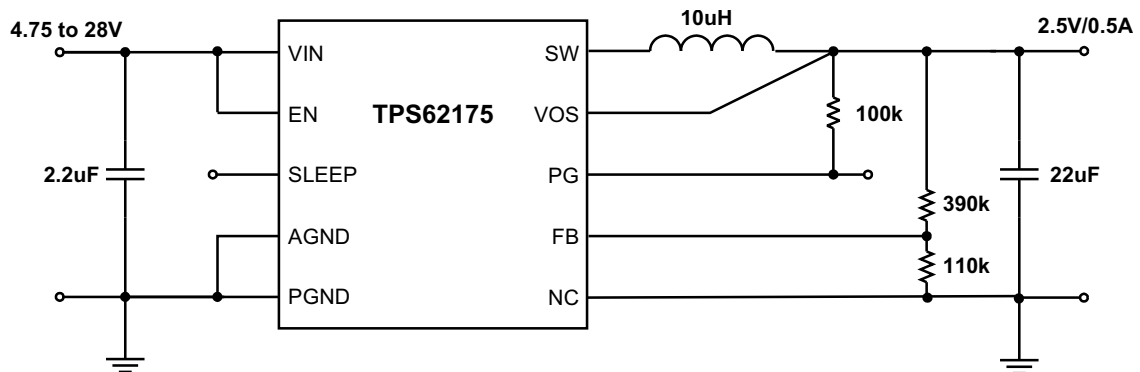 10uH
4.75 to 28V
2.5V/0.5A
VIN
SW
EN
TPS62175
VOS
100k
2.2uF
SLEEP
PG
22uF
390k
AGND
FB
110k
PGND
NC